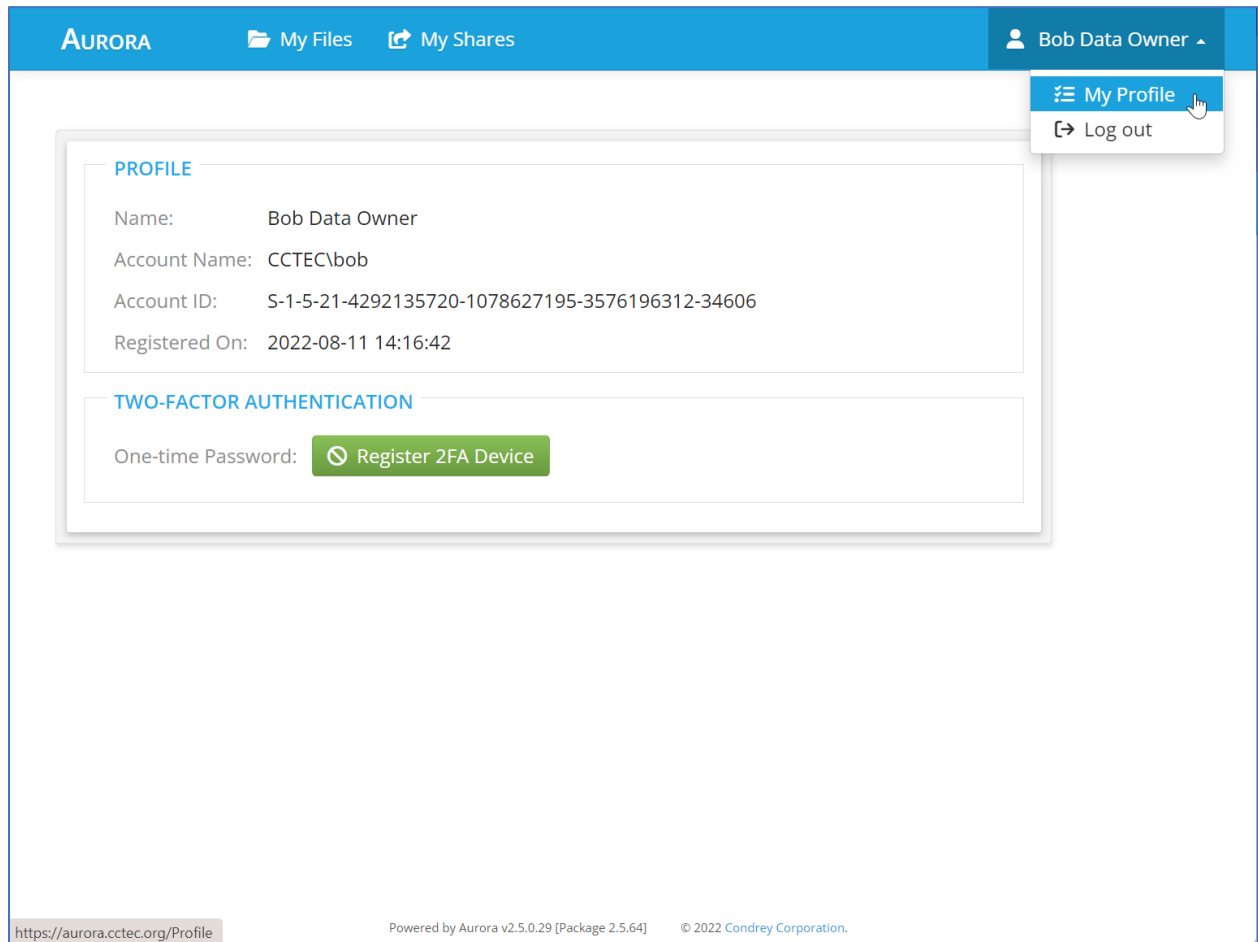 AURORA My Files My Shares Bob Data Owner
My Profile
Log out
PROFILE
Name: Bob Data Owner
Account Name: CCTEC\bob
Account ID: S-1-5-21-4292135720-1078627195-3576196312-34606
Registered On: 2022-08-11 14:16:42
TWO-FACTOR AUTHENTICATION
One-time Password: Register 2FA Device
https://aurora.cctec.org/Profile Powered by Aurora v2.5.0.29 [Package 2.5.64] © 2022 Condrey Corporation.